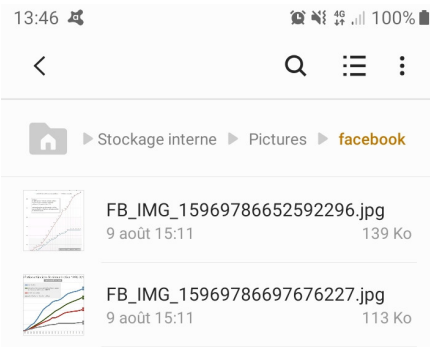 13:46 4G 100%
Stockage interne Pictures facebook
FB_IMG_15969786652592296.jpg
9 août 15:11 139 Ko
FB_IMG_15969786697676227.jpg
9 août 15:11 113 Ko